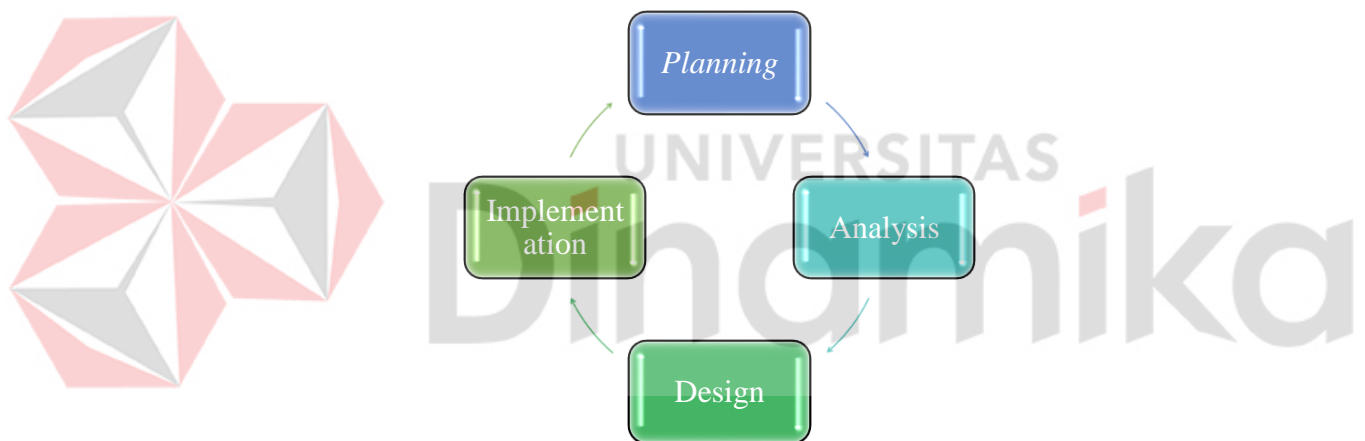 Planning
UNIVERSITAS
Implement
ation
Analysis
Dinamika
Design